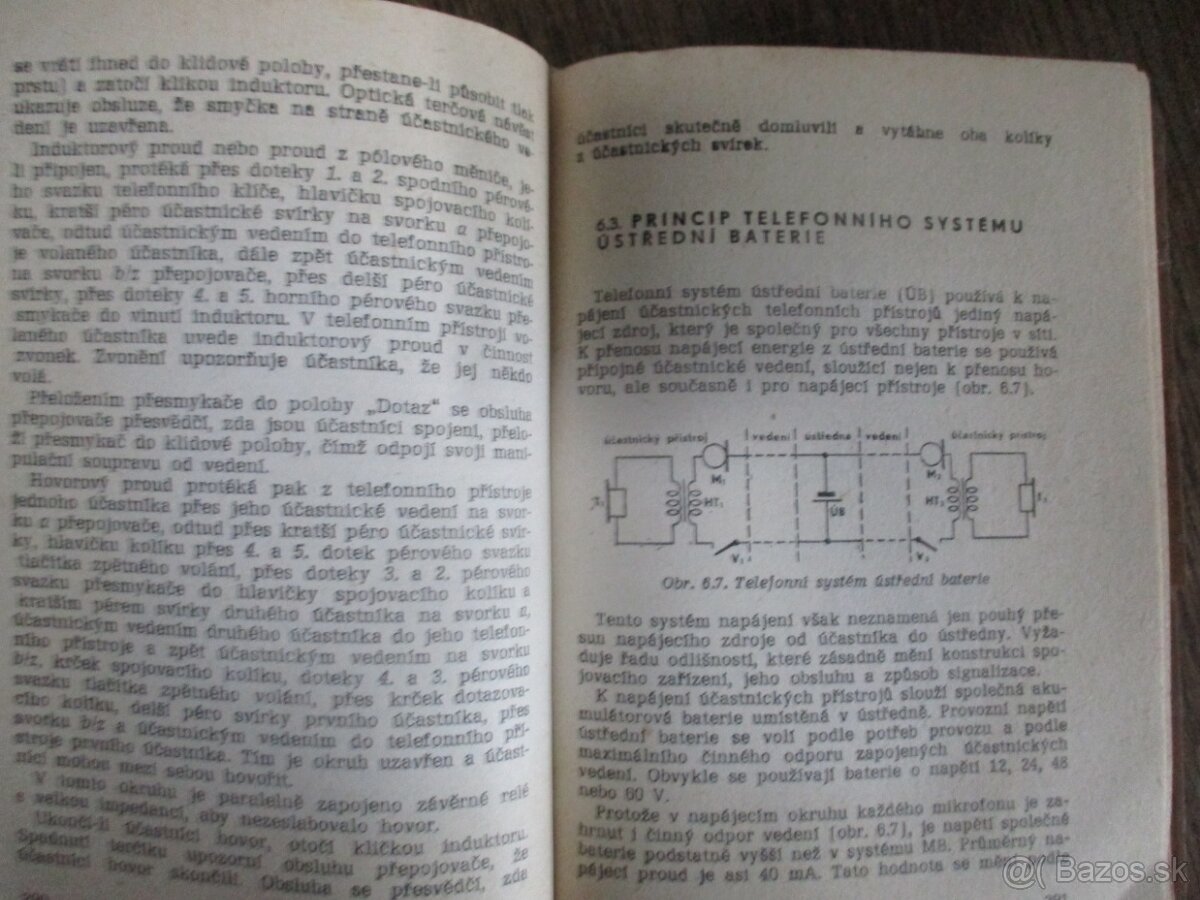 se vrátí ihned do klidové polohy, přestane-li působit tlak
prstu) a zatočí klikou induktoru. Optická terčová návěst
ukazuje obsluze, že smyčka na straně účastnického ve-
dení je uzavřena.
Induktorový proud nebo proud z pólového měniče, je-
li připojen, protéká přes doteky 1. a 2. spodního pérové-
ho svazku telefonního klíče, hlavičku spojovacího kolí-
ku, kratší péro účastnické svírky na svorku a přepojo-
vače, odtud účastnickým vedením do telefonního přístro-
je volaného účastníka, dále zpět účastnickým vedením
na svorku b/z přepojovače, přes delší péro účastnické
svírky, přes doteky 4. a 5. horního pérového svazku pře-
smykače do vinutí induktoru. V telefonním přístroji vo-
laného účastníka uvede induktorový proud v činnost
zvonek. Zvonění upozorňuje účastníka, že jej někdo
volá.
Přeložením přesmykače do polohy „Dotaz“ se obsluha
přepojovače přesvědčí, zda jsou účastníci spojeni, přelo-
ží přesmykač do klidové polohy, čímž odpojí svoji mani-
pulační soupravu od vedení.
Hovorový proud protéká pak z telefonního přístroje
jednoho účastníka přes jeho účastnické vedení na svor-
ku a přepojovače, odtud přes kratší péro účastnické svír-
ky, hlavičku kolíku přes 4. a 5. dotek pérového svazku
tlačítka zpětného volání, přes doteky 3. a 2. pérového
svazku přesmykače do hlavičky spojovacího kolíku a
kratším pérem svírky druhého účastníka na svorku a,
účastnickým vedením druhého účastníka do jeho telefon-
ního přístroje a zpět účastnickým vedením na svorku
b/z, krček spojovacího kolíku, doteky 4. a 3. pérového
svazku tlačítka zpětného volání, přes krček dotazova-
cího kolíku, delší péro svírky prvního účastníka, přes
svorku b/z a účastnickým vedením do telefonního pří-
stroje prvního účastníka. Tím je okruh uzavřen a účast-
níci mohou mezi sebou hovořit.
V tomto okruhu je paralelně zapojeno závěrné relé
s velkou impedancí, aby nezeslabovalo hovor.
Ukončí-li účastníci hovor, otočí kličkou induktoru.
Spadnutí terčíku upozorní obsluhu přepojovače, že
účastníci hovor skončili. Obsluha se přesvědčí, zda
účastníci skutečně domluvili a vytáhne oba kolíky
z účastnických svírek.
6.3. PRINCIP TELEFONNÍHO SYSTÉMU
ÚSTŘEDNÍ BATERIE
Telefonní systém ústřední baterie (ÚB) používá k na-
pájení účastnických telefonních přístrojů jediný napá-
jecí zdroj, který je společný pro všechny přístroje v síti.
K přenosu napájecí energie z ústřední baterie se používá
přípojné účastnické vedení, sloužící nejen k přenosu ho-
voru, ale současně i pro napájecí přístroje (obr. 6.7).
účastnický přístroj vedení ústředna vedení účastnický přístroj
M₁ M₂
T₁ HT₁ ÚB HT₂ T₂
V₁ V₂
Obr. 6.7. Telefonní systém ústřední baterie
Tento systém napájení však neznamená jen pouhý pře-
sun napájecího zdroje od účastníka do ústředny. Vyža-
duje řadu odlišností, které zásadně mění konstrukci spo-
jovacího zařízení, jeho obsluhu a způsob signalizace.
K napájení účastnických přístrojů slouží společná aku-
mulátorová baterie umístěná v ústředně. Provozní napětí
ústřední baterie se volí podle potřeb provozu a podle
maximálního činného odporu zapojených účastnických
vedení. Obvykle se používají baterie o napětí 12, 24, 48
nebo 60 V.
Protože v napájecím okruhu každého mikrofonu je za-
hrnut i činný odpor vedení (obr. 6.7), je napětí společné
baterie podstatně vyšší než v systému MB. Průměrný na-
pájecí proud je asi 40 mA. Tato hodnota se mění podle
@ Bazos.sk